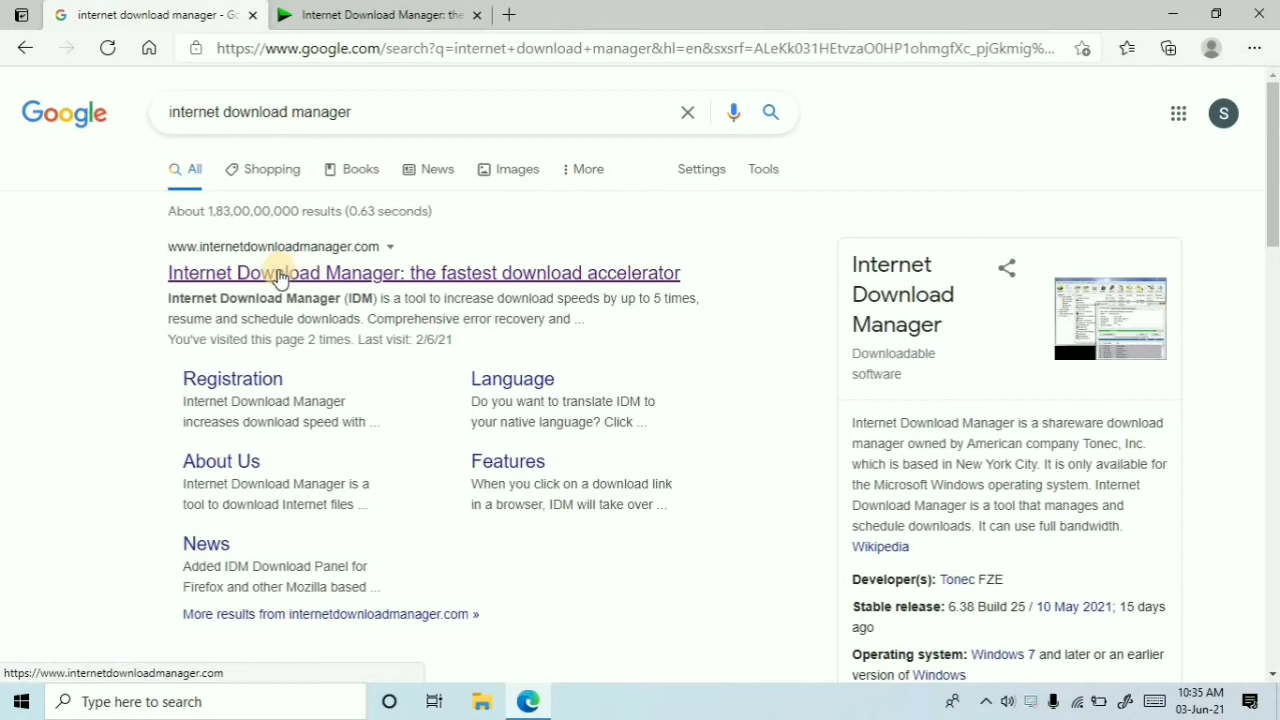 internet download manager - Go
Internet Download Manager: the
https://www.google.com/search?q=internet+download+manager&hl=en&sxsrf=ALeKk031HEtvzaO0HP1ohmgfXc_pjGkmig%...
Google
internet download manager
S
All
Shopping
Books
News
Images
More
Settings
Tools
About 1,83,00,00,000 results (0.63 seconds)
www.internetdownloadmanager.com
Internet Download Manager: the fastest download accelerator
Internet Download Manager (IDM) is a tool to increase download speeds by up to 5 times,
resume and schedule downloads. Comprehensive error recovery and ...
You've visited this page 2 times. Last visit: 2/6/21
Registration
Internet Download Manager
increases download speed with ...
Language
Do you want to translate IDM to
your native language? Click ...
About Us
Internet Download Manager is a
tool to download Internet files ...
Features
When you click on a download link
in a browser, IDM will take over ...
News
Added IDM Download Panel for
Firefox and other Mozilla based ...
More results from internetdownloadmanager.com »
Internet
Download
Manager
Downloadable
software
Internet Download Manager is a shareware download
manager owned by American company Tonec, Inc.
which is based in New York City. It is only available for
the Microsoft Windows operating system. Internet
Download Manager is a tool that manages and
schedule downloads. It can use full bandwidth.
Wikipedia
Developer(s): Tonec FZE
Stable release: 6.38 Build 25 / 10 May 2021; 15 days
ago
Operating system: Windows 7 and later or an earlier
version of Windows
https://www.internetdownloadmanager.com
Type here to search
10:35 AM
03-Jun-21